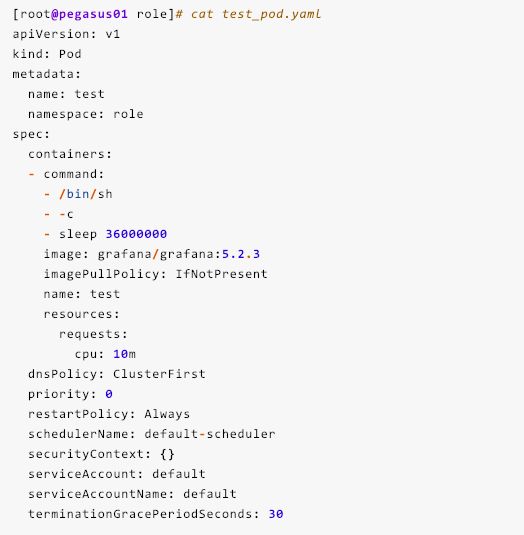 [root@pegasus01 role]# cat test_pod.yaml
apiVersion: v1
kind: Pod
metadata:
  name: test
  namespace: role
spec:
  containers:
  - command:
    - /bin/sh
    - -c
    - sleep 36000000
    image: grafana/grafana:5.2.3
    imagePullPolicy: IfNotPresent
    name: test
    resources:
      requests:
        cpu: 10m
  dnsPolicy: ClusterFirst
  priority: 0
  restartPolicy: Always
  schedulerName: default-scheduler
  securityContext: {}
  serviceAccount: default
  serviceAccountName: default
  terminationGracePeriodSeconds: 30